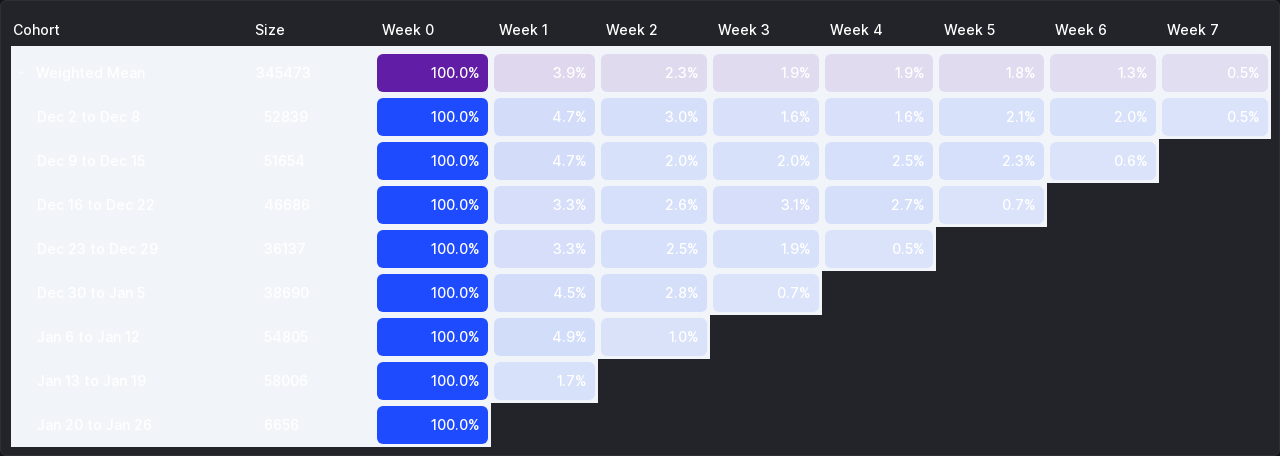 Cohort Size Week 0 Week 1 Week 2 Week 3 Week 4 Week 5 Week 6 Week 7
Weighted Mean 345473 100.0% 3.9% 2.3% 1.9% 1.9% 1.8% 1.3% 0.5%
Dec 2 to Dec 8 52839 100.0% 4.7% 3.0% 1.6% 1.6% 2.1% 2.0% 0.5%
Dec 9 to Dec 15 51654 100.0% 4.7% 2.0% 2.0% 2.5% 2.3% 0.6%
Dec 16 to Dec 22 46686 100.0% 3.3% 2.6% 3.1% 2.7% 0.7%
Dec 23 to Dec 29 36137 100.0% 3.3% 2.5% 1.9% 0.5%
Dec 30 to Jan 5 38690 100.0% 4.5% 2.8% 0.7%
Jan 6 to Jan 12 54805 100.0% 4.9% 1.0%
Jan 13 to Jan 19 58006 100.0% 1.7%
Jan 20 to Jan 26 6656 100.0%